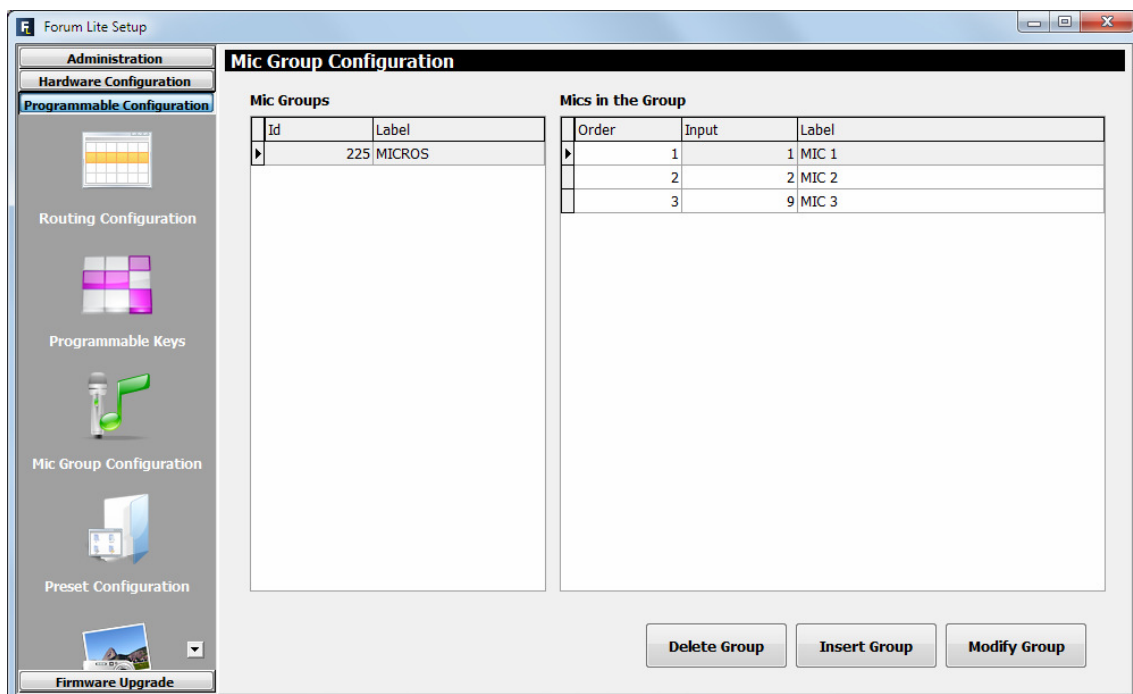 Forum Lite Setup
Administration
Hardware Configuration
Programmable Configuration
Routing Configuration
Programmable Keys
Mic Group Configuration
Preset Configuration
Firmware Upgrade
Mic Group Configuration
Mic Groups
Id Label
225 MICROS
Mics in the Group
Order Input Label
1 1 MIC 1
2 2 MIC 2
3 9 MIC 3
Delete Group Insert Group Modify Group